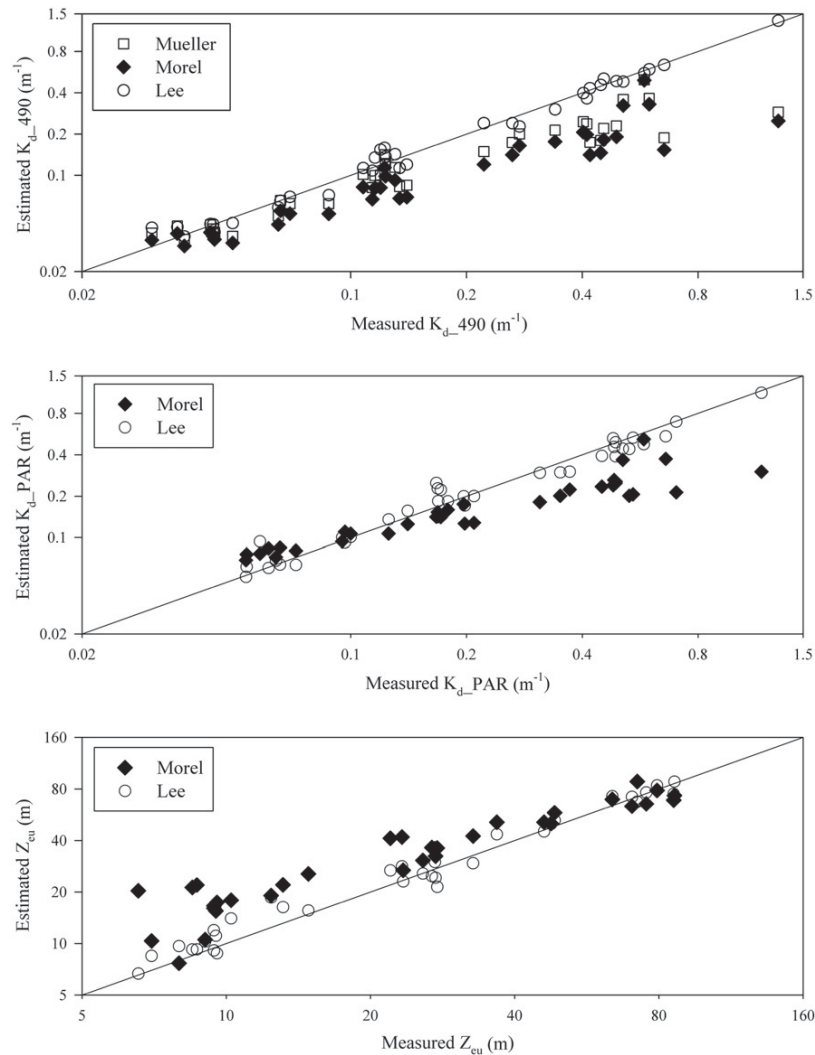 1.5
0.8
0.4
0.2
0.1
0.02
Estimated K_d_490 (m⁻¹)
Mueller
Morel
Lee
0.02 0.1 0.2 0.4 0.8 1.5
Measured K_d_490 (m⁻¹)
1.5
0.8
0.4
0.2
0.1
0.02
Estimated K_d_PAR (m⁻¹)
Morel
Lee
0.02 0.1 0.2 0.4 0.8 1.5
Measured K_d_PAR (m⁻¹)
160
80
40
20
10
5
Estimated Z_eu (m)
Morel
Lee
5 10 20 40 80 160
Measured Z_eu (m)